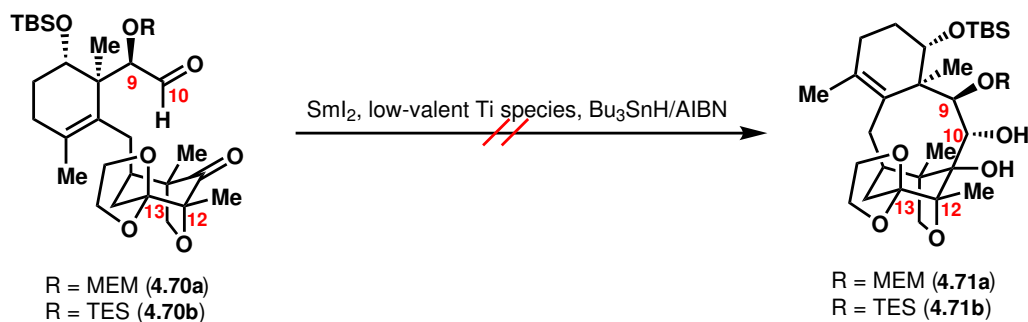 TBSO
OR
Me
O
9
10
H
Me
O
Me
O
13
12
Me
O
O
R = MEM (4.70a)
R = TES (4.70b)
SmI₂, low-valent Ti species, Bu₃SnH/AIBN
OTBS
Me
Me
OR
9
10
OH
O
Me
OH
13
12
Me
O
O
R = MEM (4.71a)
R = TES (4.71b)